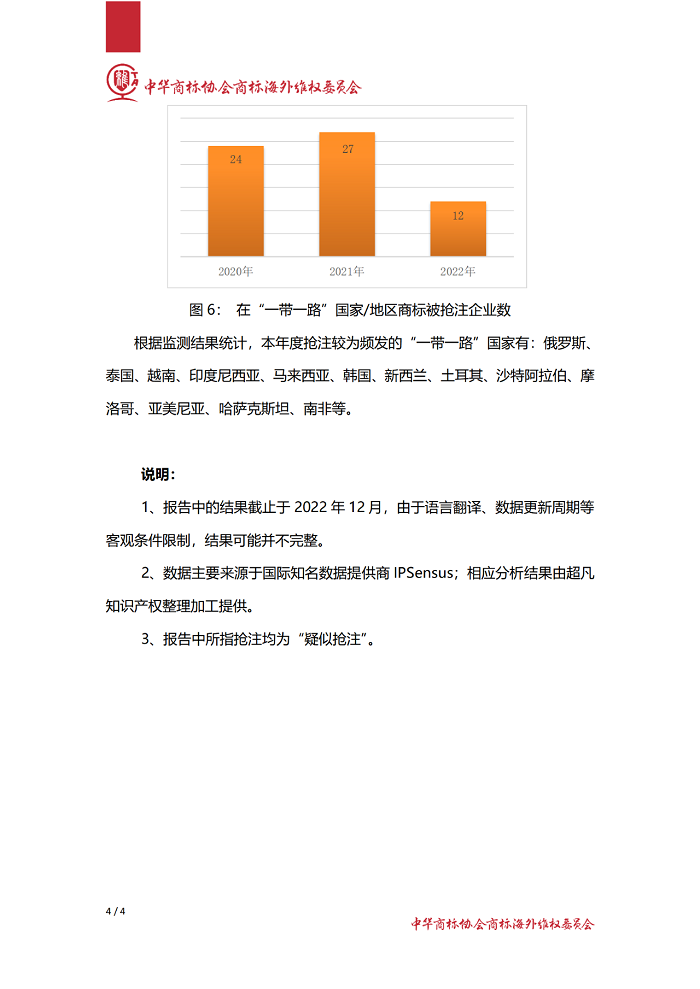 中华商标协会商标海外维权委员会
24
27
12
2020年
2021年
2022年
图 6： 在“一带一路”国家/地区商标被抢注企业数
根据监测结果统计，本年度抢注较为频发的“一带一路”国家有：俄罗斯、
泰国、越南、印度尼西亚、马来西亚、韩国、新西兰、土耳其、沙特阿拉伯、摩
洛哥、亚美尼亚、哈萨克斯坦、南非等。
说明：
1、报告中的结果截止于 2022 年 12 月，由于语言翻译、数据更新周期等
客观条件限制，结果可能并不完整。
2、数据主要来源于国际知名数据提供商 IPSensus；相应分析结果由超凡
知识产权整理加工提供。
3、报告中所指抢注均为“疑似抢注”。
4 / 4
中华商标协会商标海外维权委员会